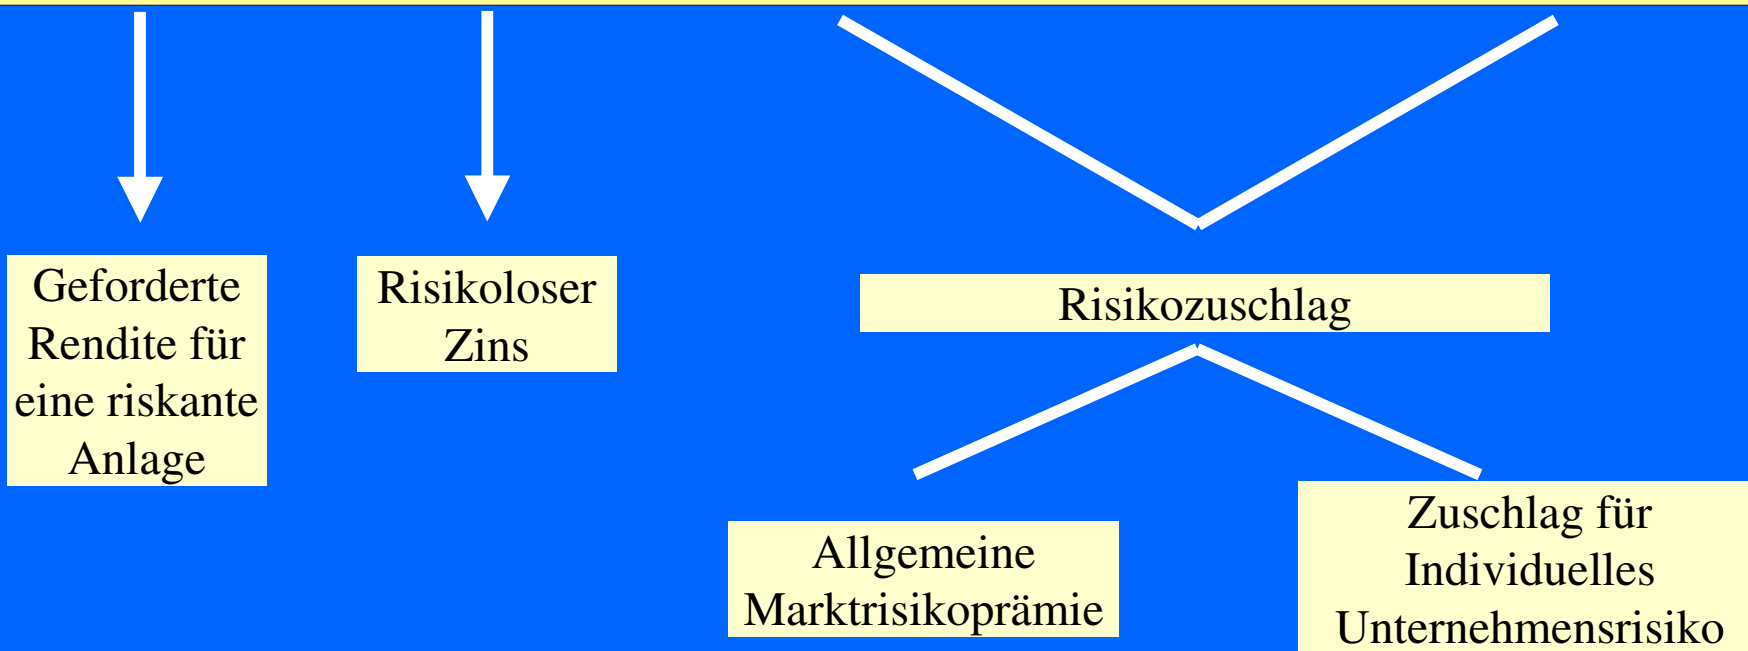 Geforderte
Rendite für
eine riskante
Anlage
Risikoloser
Zins
Risikozuschlag
Allgemeine
Marktrisikoprämie
Zuschlag für
Individuelles
Unternehmensrisiko